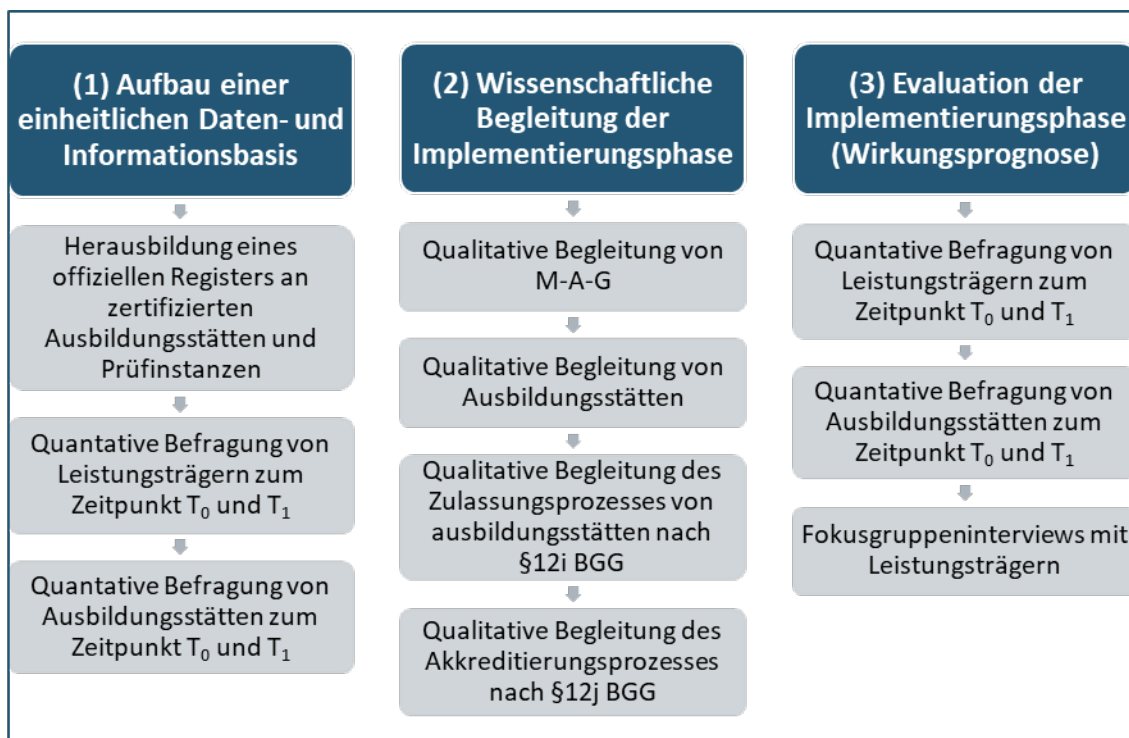 (1) Aufbau einer
einheitlichen Daten- und
Informationsbasis
Herausbildung eines
offiziellen Registers an
zertifizierten
Ausbildungsstätten und
Prüfinstanzen
Quantative Befragung von
Leistungsträgern zum
Zeitpunkt T₀ und T₁
Quantative Befragung von
Ausbildungsstätten zum
Zeitpunkt T₀ und T₁
(2) Wissenschaftliche
Begleitung der
Implementierungsphase
Qualitative Begleitung von
M-A-G
Qualitative Begleitung von
Ausbildungsstätten
Qualitative Begleitung des
Zulassungsprozesses von
ausbildungsstätten nach
§12i BGG
Qualitative Begleitung des
Akkreditierungsprozesses
nach §12j BGG
(3) Evaluation der
Implementierungsphase
(Wirkungsprognose)
Quantative Befragung von
Leistungsträgern zum
Zeitpunkt T₀ und T₁
Quantative Befragung von
Ausbildungsstätten zum
Zeitpunkt T₀ und T₁
Fokusgruppeninterviews mit
Leistungsträgern